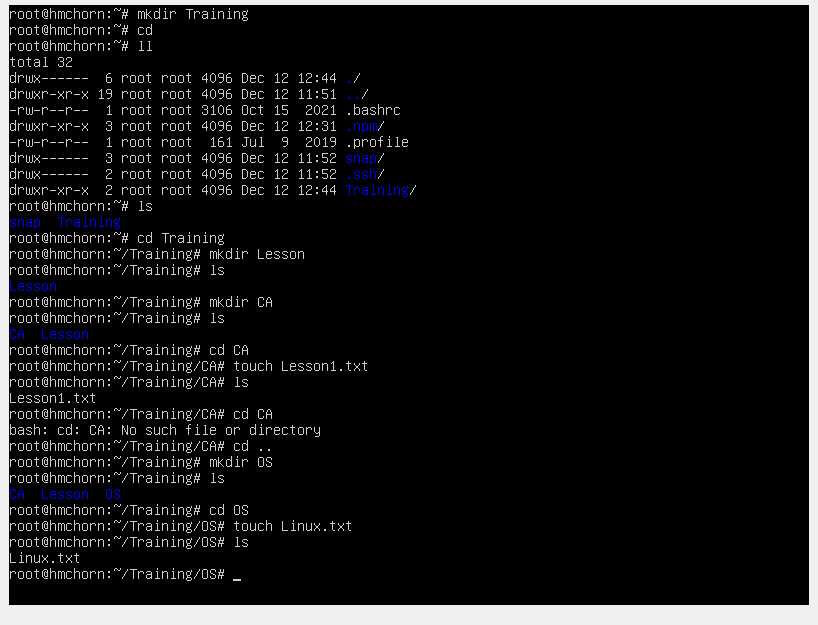 root@hmchorn:~# mkdir Training
root@hmchorn:~# cd
root@hmchorn:~# ll
total 32
drwx------  6 root root 4096 Dec 12 12:44 ./
drwxr-xr-x 19 root root 4096 Dec 12 11:51 ../
-rw-r--r--  1 root root 3106 Oct 15  2021 .bashrc
drwxr-xr-x  3 root root 4096 Dec 12 12:31 .npm/
-rw-r--r--  1 root root  161 Jul  9  2019 .profile
drwx------  3 root root 4096 Dec 12 11:52 snap/
drwx------  2 root root 4096 Dec 12 11:52 .ssh/
drwxr-xr-x  2 root root 4096 Dec 12 12:44 Training/
root@hmchorn:~# ls
snap  Training
root@hmchorn:~# cd Training
root@hmchorn:~/Training# mkdir Lesson
root@hmchorn:~/Training# ls
Lesson
root@hmchorn:~/Training# mkdir CA
root@hmchorn:~/Training# ls
CA  Lesson
root@hmchorn:~/Training# cd CA
root@hmchorn:~/Training/CA# touch Lesson1.txt
root@hmchorn:~/Training/CA# ls
Lesson1.txt
root@hmchorn:~/Training/CA# cd CA
bash: cd: CA: No such file or directory
root@hmchorn:~/Training/CA# cd ..
root@hmchorn:~/Training# mkdir OS
root@hmchorn:~/Training# ls
CA  Lesson  OS
root@hmchorn:~/Training# cd OS
root@hmchorn:~/Training/OS# touch Linux.txt
root@hmchorn:~/Training/OS# ls
Linux.txt
root@hmchorn:~/Training/OS# _